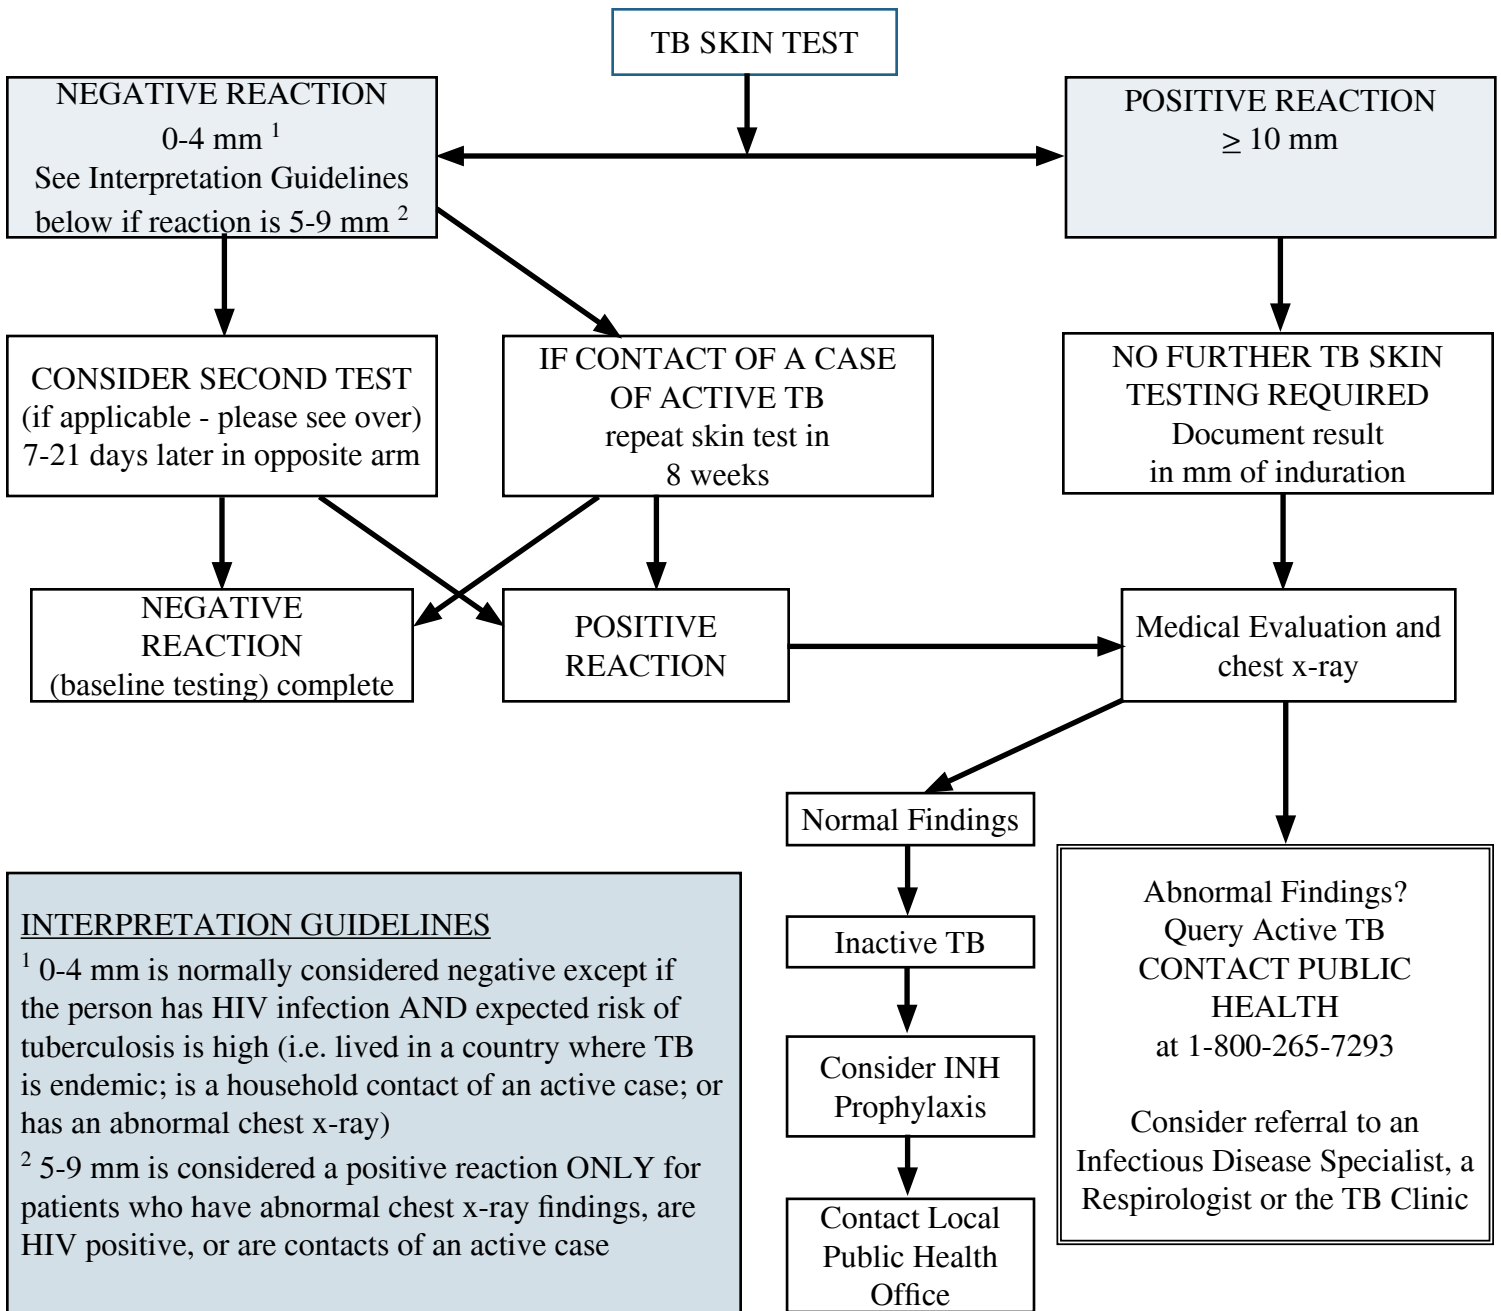 TB SKIN TEST
NEGATIVE REACTION
0-4 mm 1
See Interpretation Guidelines
below if reaction is 5-9 mm 2
POSITIVE REACTION
≥ 10 mm
CONSIDER SECOND TEST
(if applicable - please see over)
7-21 days later in opposite arm
IF CONTACT OF A CASE
OF ACTIVE TB
repeat skin test in
8 weeks
NO FURTHER TB SKIN
TESTING REQUIRED
Document result
in mm of induration
NEGATIVE
REACTION
(baseline testing) complete
POSITIVE
REACTION
Medical Evaluation and
chest x-ray
Normal Findings
Inactive TB
Consider INH
Prophylaxis
Contact Local
Public Health
Office
Abnormal Findings?
Query Active TB
CONTACT PUBLIC
HEALTH
at 1-800-265-7293
Consider referral to an
Infectious Disease Specialist, a
Respirologist or the TB Clinic
INTERPRETATION GUIDELINES
1 0-4 mm is normally considered negative except if
the person has HIV infection AND expected risk of
tuberculosis is high (i.e. lived in a country where TB
is endemic; is a household contact of an active case; or
has an abnormal chest x-ray)
2 5-9 mm is considered a positive reaction ONLY for
patients who have abnormal chest x-ray findings, are
HIV positive, or are contacts of an active case